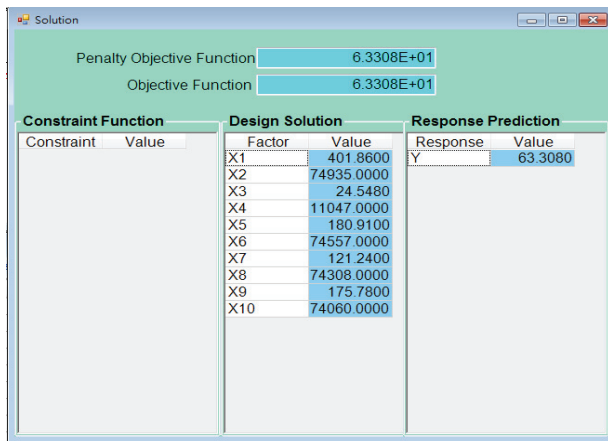 Solution
Penalty Objective Function 6.3308E+01
Objective Function 6.3308E+01
Constraint Function Design Solution Response Prediction
Constraint Value Factor Value Response Value
X1 401.8600 Y 63.3080
X2 74935.0000
X3 24.5480
X4 11047.0000
X5 180.9100
X6 74557.0000
X7 121.2400
X8 74308.0000
X9 175.7800
X10 74060.0000